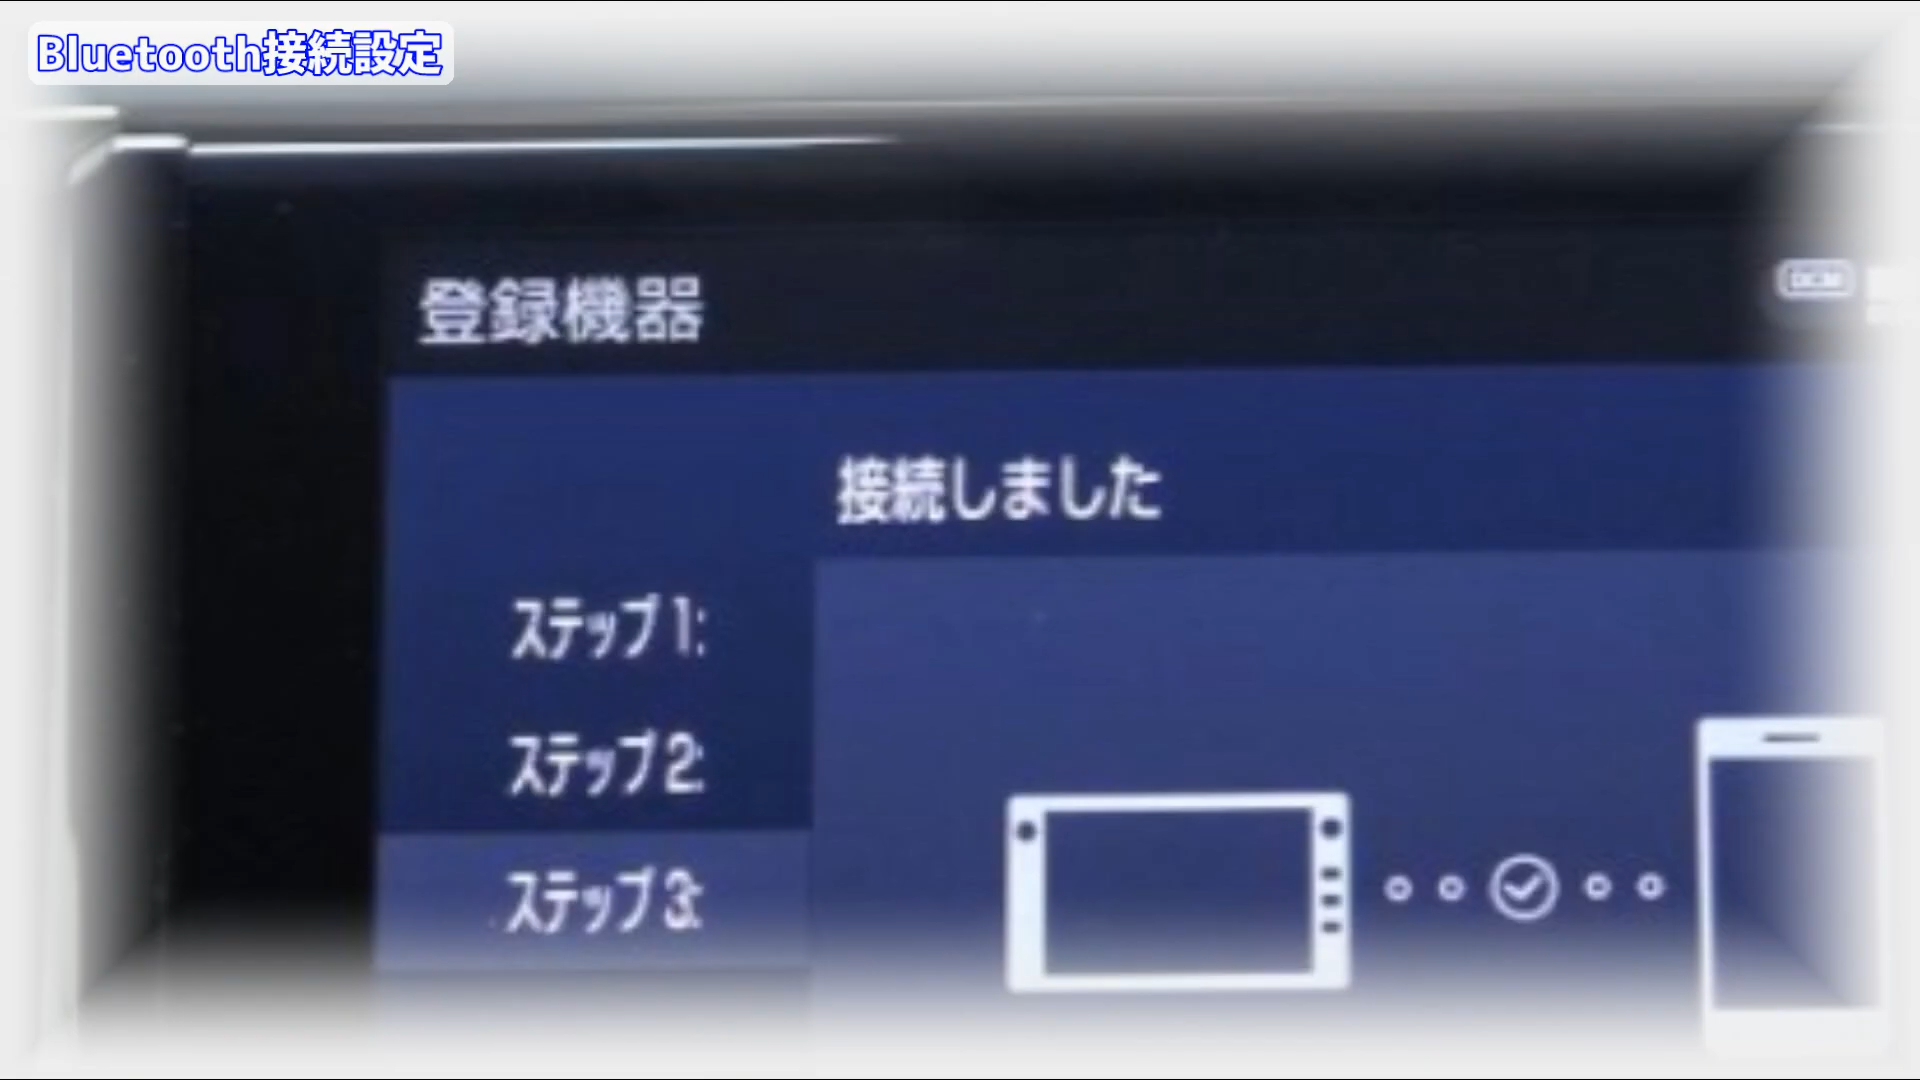 Bluetooth接続設定
登録機器
DCM
接続しました
ステップ1:
ステップ2:
ステップ3: